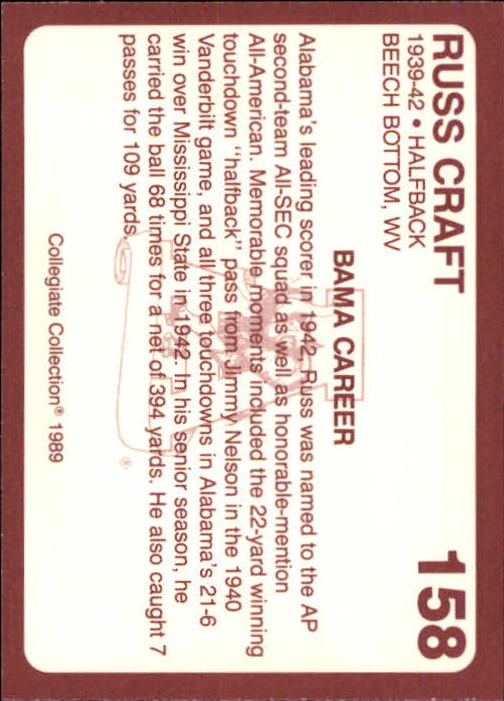 RUSS CRAFT
158
1939-42 • HALFBACK
BEECH BOTTOM, WV
BAMA CAREER
Alabama's leading scorer in 1942, Russ was named to the AP
second-team All-SEC squad as well as honorable-mention
All-American. Memorable moments included the 22-yard winning
touchdown "halfback" pass from Jimmy Nelson in the 1940
Vanderbilt game, and all three touchdowns in Alabama's 21-6
win over Mississippi State in 1942. In his senior season, he
carried the ball 68 times for a net of 394 yards. He also caught 7
passes for 109 yards.
Collegiate Collection® 1989
®